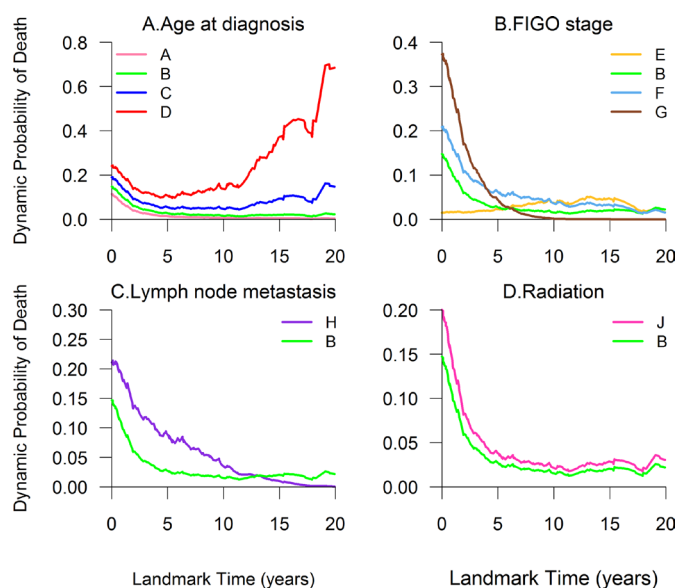 A.Age at diagnosis
Dynamic Probability of Death
0.8
0.6
0.4
0.2
0.0
A
B
C
D
0 5 10 15 20
B.FIGO stage
0.4
0.3
0.2
0.1
0.0
E
B
F
G
0 5 10 15 20
C.Lymph node metastasis
Dynamic Probability of Death
0.30
0.25
0.20
0.15
0.10
0.05
0.00
H
B
0 5 10 15 20
Landmark Time (years)
D.Radiation
0.20
0.15
0.10
0.05
0.00
J
B
0 5 10 15 20
Landmark Time (years)